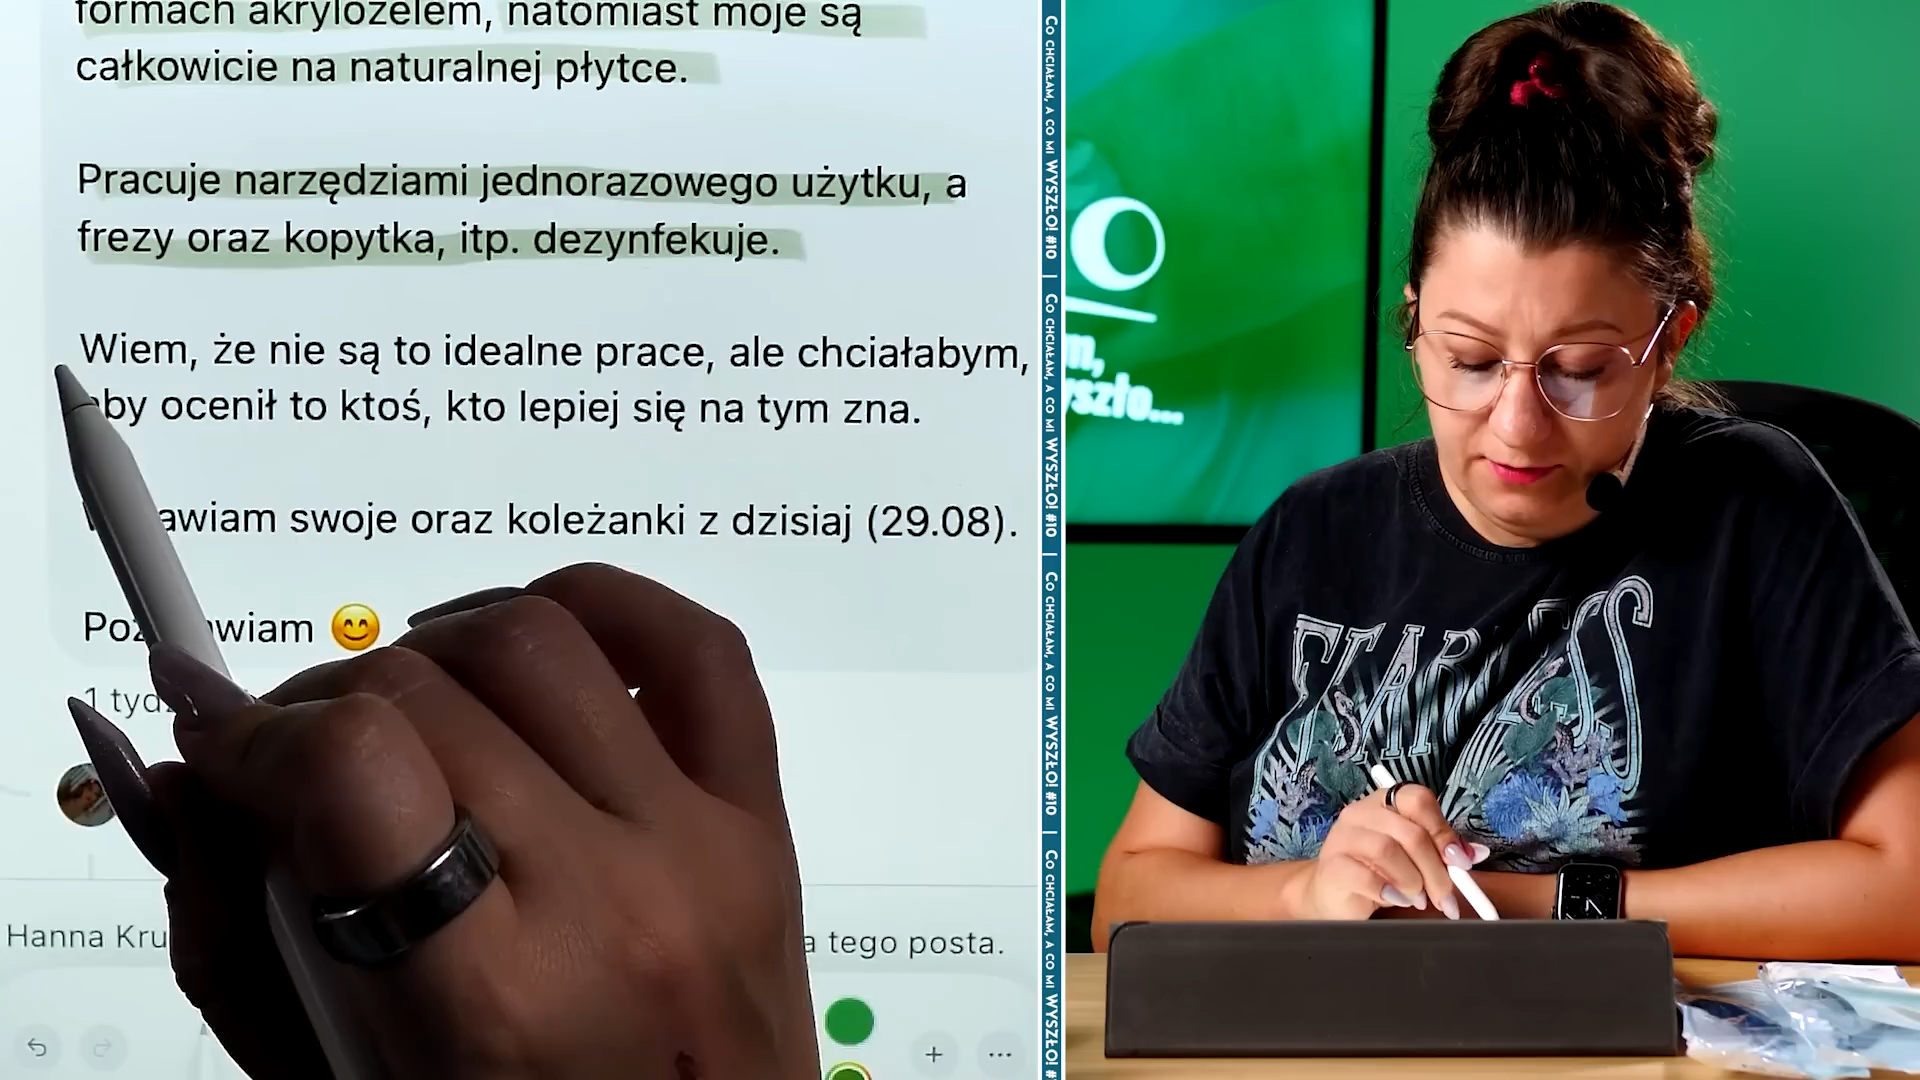 formach akrylożelem, natomiast moje są
całkowicie na naturalnej płytce.
Pracuje narzędziami jednorazowego użytku, a
frezy oraz kopytka, itp. dezynfekuje.
Wiem, że nie są to idealne prace, ale chciałabym,
aby ocenił to ktoś, kto lepiej się na tym zna.
awiam swoje oraz koleżanki z dzisiaj (29.08).
Poz wiam 😊
1 tyd
Hanna Kru a tego posta.
Co chciałam, a co mi WYSZŁO! #10 | Co chciałam, a co mi WYSZŁO! #10 | Co chciałam, a co mi WYSZŁO! #10 | Co chciałam, a co mi WYSZŁO! #
m,
yszło...
FEARLESS